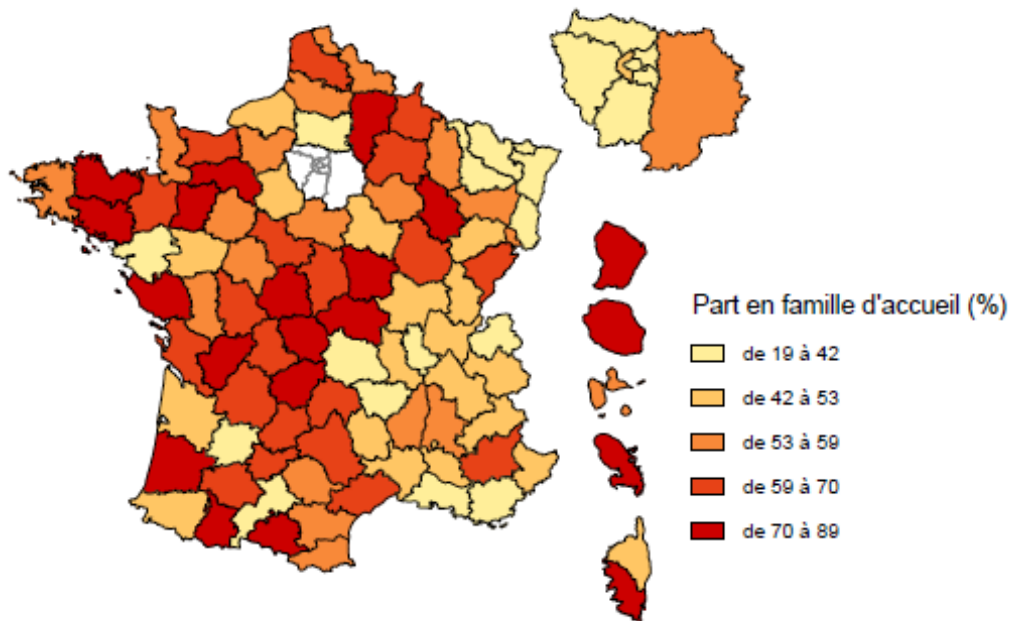 Part en famille d'accueil (%)
de 19 à 42
de 42 à 53
de 53 à 59
de 59 à 70
de 70 à 89